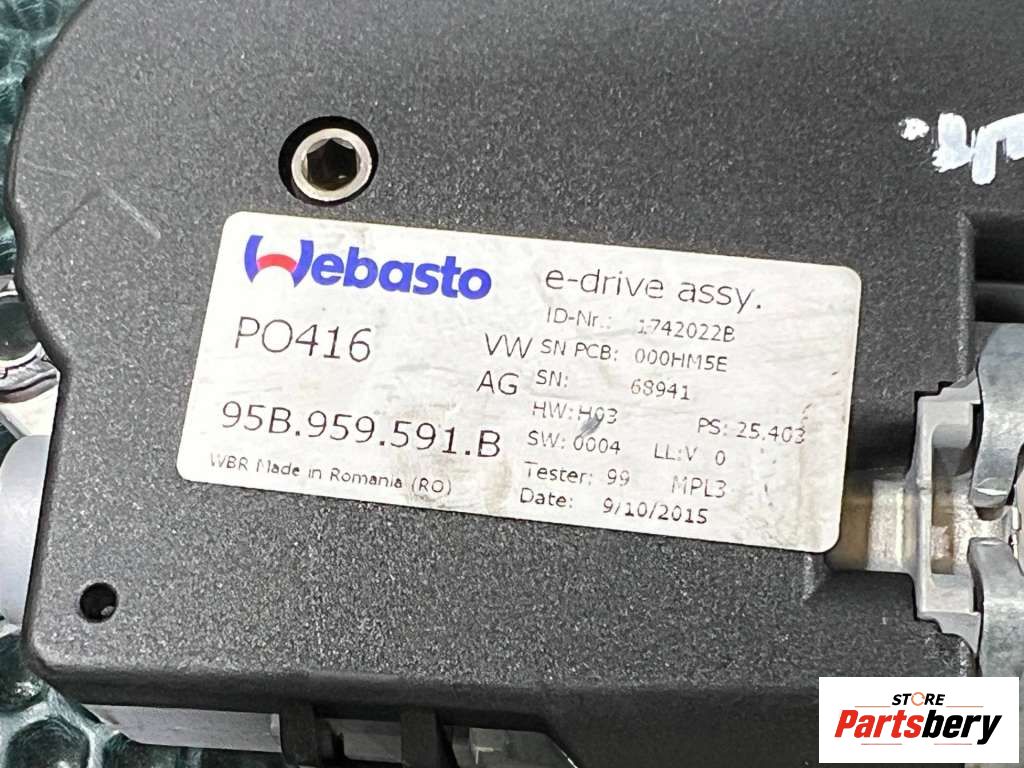 Webasto
e-drive assy.
PO416
VW
AG
95B.959.591.B
WBR Made in Romania (RO)
ID-Nr.: 1742022B
SN PCB: 000HM5E
SN: 68941
HW: H03 PS: 25.403
SW: 0004 LL:V 0
Tester: 99 MPL3
Date: 9/10/2015
STORE
Partsbery